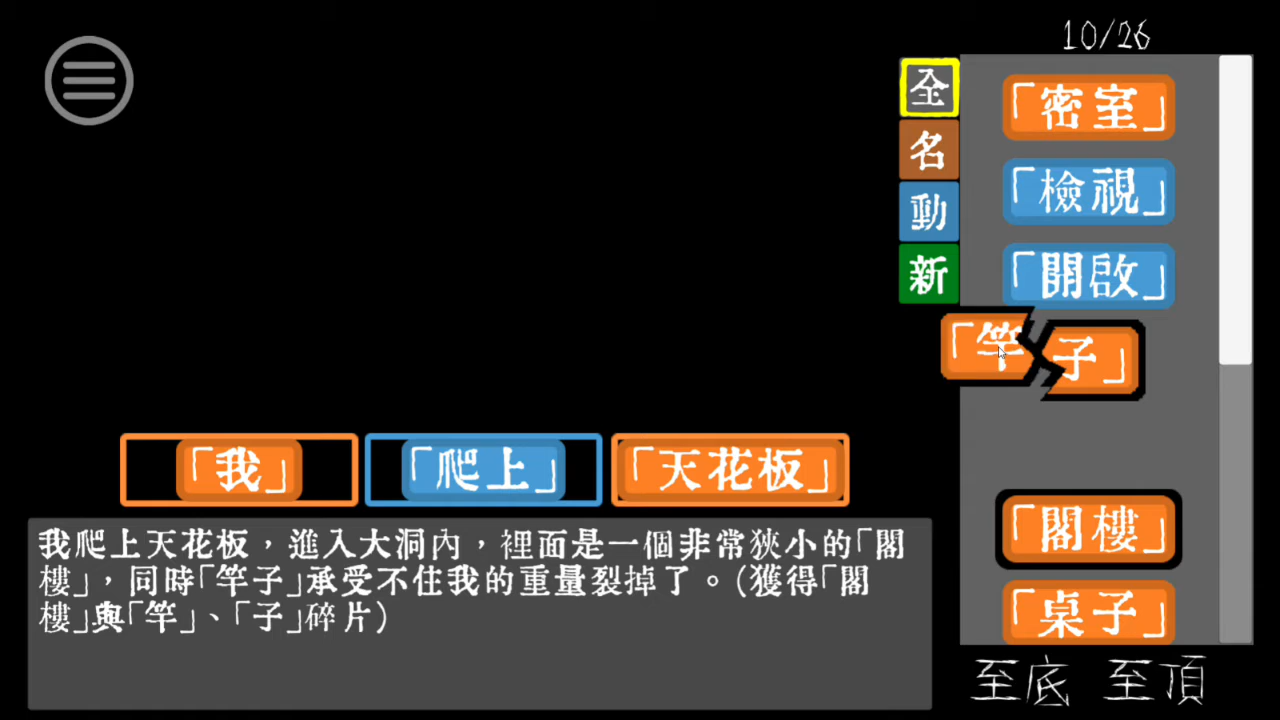 10/26
全
名
動
新
「密室」
「檢視」
「開啟」
「竿
子」
「閣樓」
「桌子」
「我」
「爬上」
「天花板」
我爬上天花板，進入大洞內，裡面是一個非常狹小的「閣
樓」，同時「竿子」承受不住我的重量裂掉了。(獲得「閣
樓」與「竿」、「子」碎片)
至底 至頂